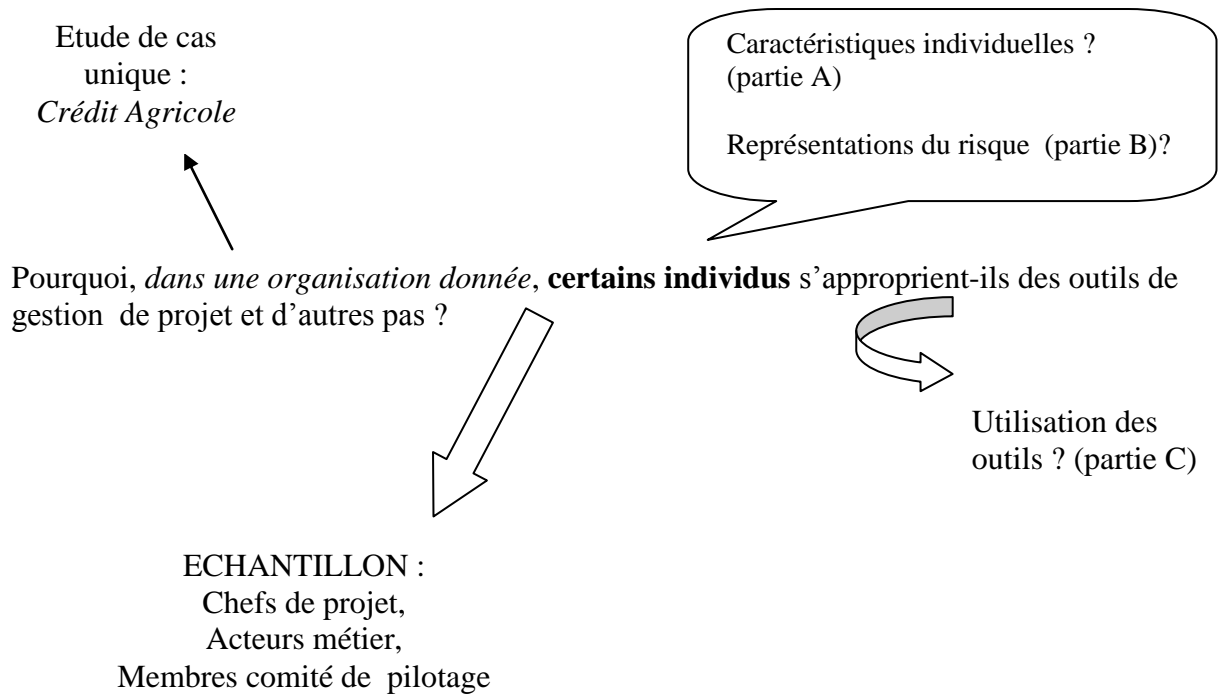 Etude de cas
unique :
Crédit Agricole
Caractéristiques individuelles ?
(partie A)
Représentations du risque (partie B)?
Pourquoi, dans une organisation donnée, certains individus s’approprient-ils des outils de
gestion de projet et d’autres pas ?
Utilisation des
outils ? (partie C)
ECHANTILLON :
Chefs de projet,
Acteurs métier,
Membres comité de pilotage